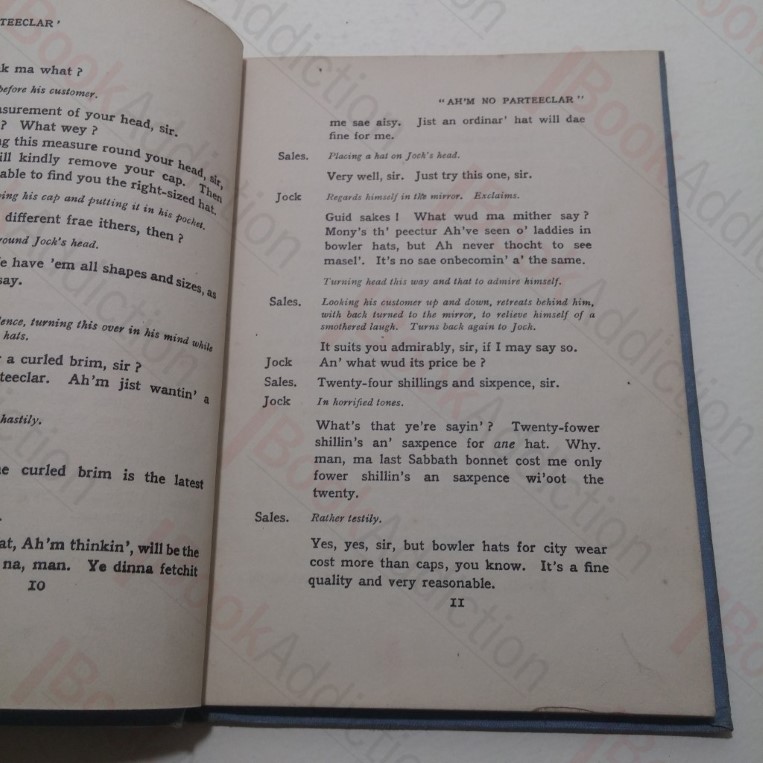 TEECLAR'
k ma what ?
before his customer.
surement of your head, sir.
? What wey ?
g this measure round your head, sir,
ill kindly remove your cap. Then
able to find you the right-sized hat.
ing his cap and putting it in his pocket.
different frae ithers, then ?
round Jock's head.
e have 'em all shapes and sizes, as
say.
ence, turning this over in his mind while
hats.
a curled brim, sir ?
teeclar. Ah'm jist wantin' a
hastily.
e curled brim is the latest
at, Ah'm thinkin', will be the
na, man. Ye dinna fetchit
10
"AH'M NO PARTEECLAR"
me sae aisy. Jist an ordinar' hat will dae
fine for me.
Sales. Placing a hat on Jock's head.
Very well, sir. Just try this one, sir.
Jock Regards himself in the mirror. Exclaims.
Guid sakes ! What wud ma mither say ?
Mony's th' peectur Ah've seen o' laddies in
bowler hats, but Ah never thocht to see
masel'. It's no sae onbecomin' a' the same.
Turning head this way and that to admire himself.
Sales. Looking his customer up and down, retreats behind him,
with back turned to the mirror, to relieve himself of a
smothered laugh. Turns back again to Jock.
It suits you admirably, sir, if I may say so.
Jock An' what wud its price be ?
Sales. Twenty-four shillings and sixpence, sir.
Jock In horrified tones.
What's that ye're sayin' ? Twenty-fower
shillin's an' saxpence for ane hat. Why.
man, ma last Sabbath bonnet cost me only
fower shillin's an saxpence wi'oot the
twenty.
Sales. Rather testily.
Yes, yes, sir, but bowler hats for city wear
cost more than caps, you know. It's a fine
quality and very reasonable.
11
BookAddiction